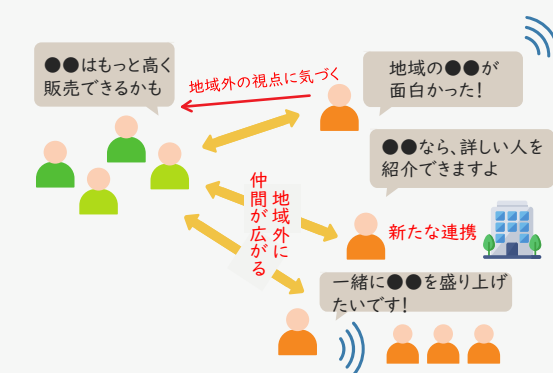 ●●はもっと高く
販売できるかも
地域外の視点に気づく
地域の●●が
面白かった！
●●なら、詳しい人を
紹介できますよ
地域外に
仲間が広がる
新たな連携
一緒に●●を盛り上げ
たいです！